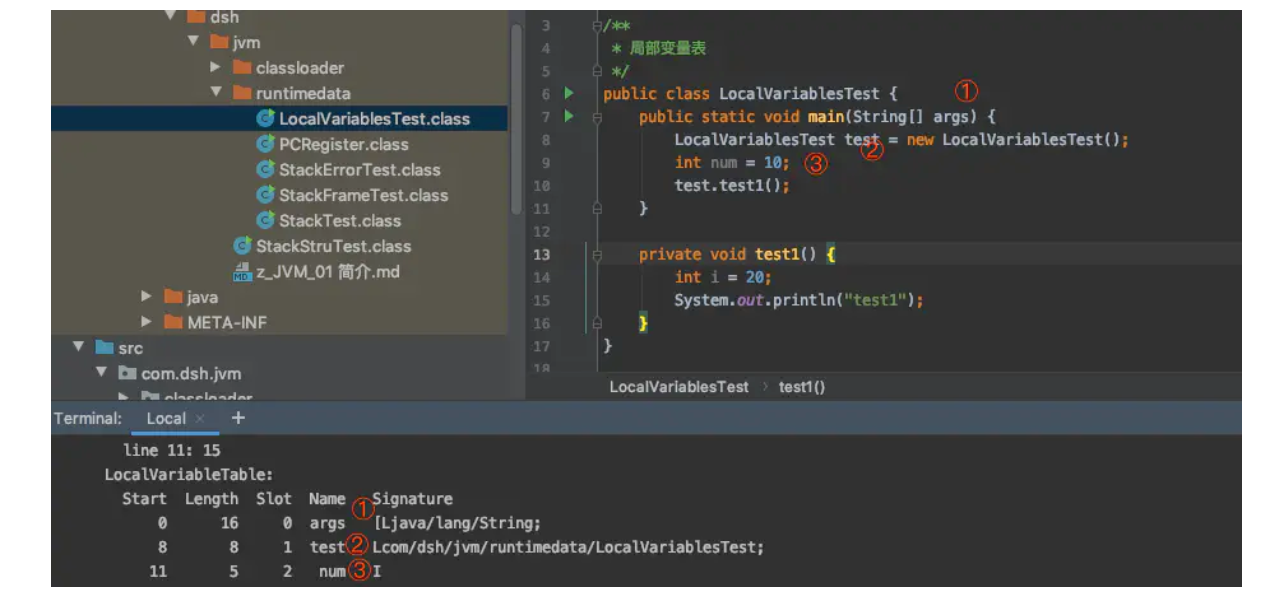 dsh
jvm
classloader
runtimedata
LocalVariablesTest.class
PCRegister.class
StackErrorTest.class
StackFrameTest.class
StackTest.class
StackStruTest.class
MD z_JVM_01 简介.md
java
META-INF
src
com.dsh.jvm
classloader
3 /**
4 * 局部变量表
5 */
6 public class LocalVariablesTest { ①
7 public static void main(String[] args) {
8 LocalVariablesTest test = new LocalVariablesTest();
②
9 int num = 10; ③
10 test.test1();
11 }
12
13 private void test1() {
14 int i = 20;
15 System.out.println("test1");
16 }
17 }
18
LocalVariablesTest › test1()
Terminal: Local × +
line 11: 15
LocalVariableTable:
Start Length Slot Name ① Signature
0 16 0 args [Ljava/lang/String;
8 8 1 test ② Lcom/dsh/jvm/runtimedata/LocalVariablesTest;
11 5 2 num ③ I